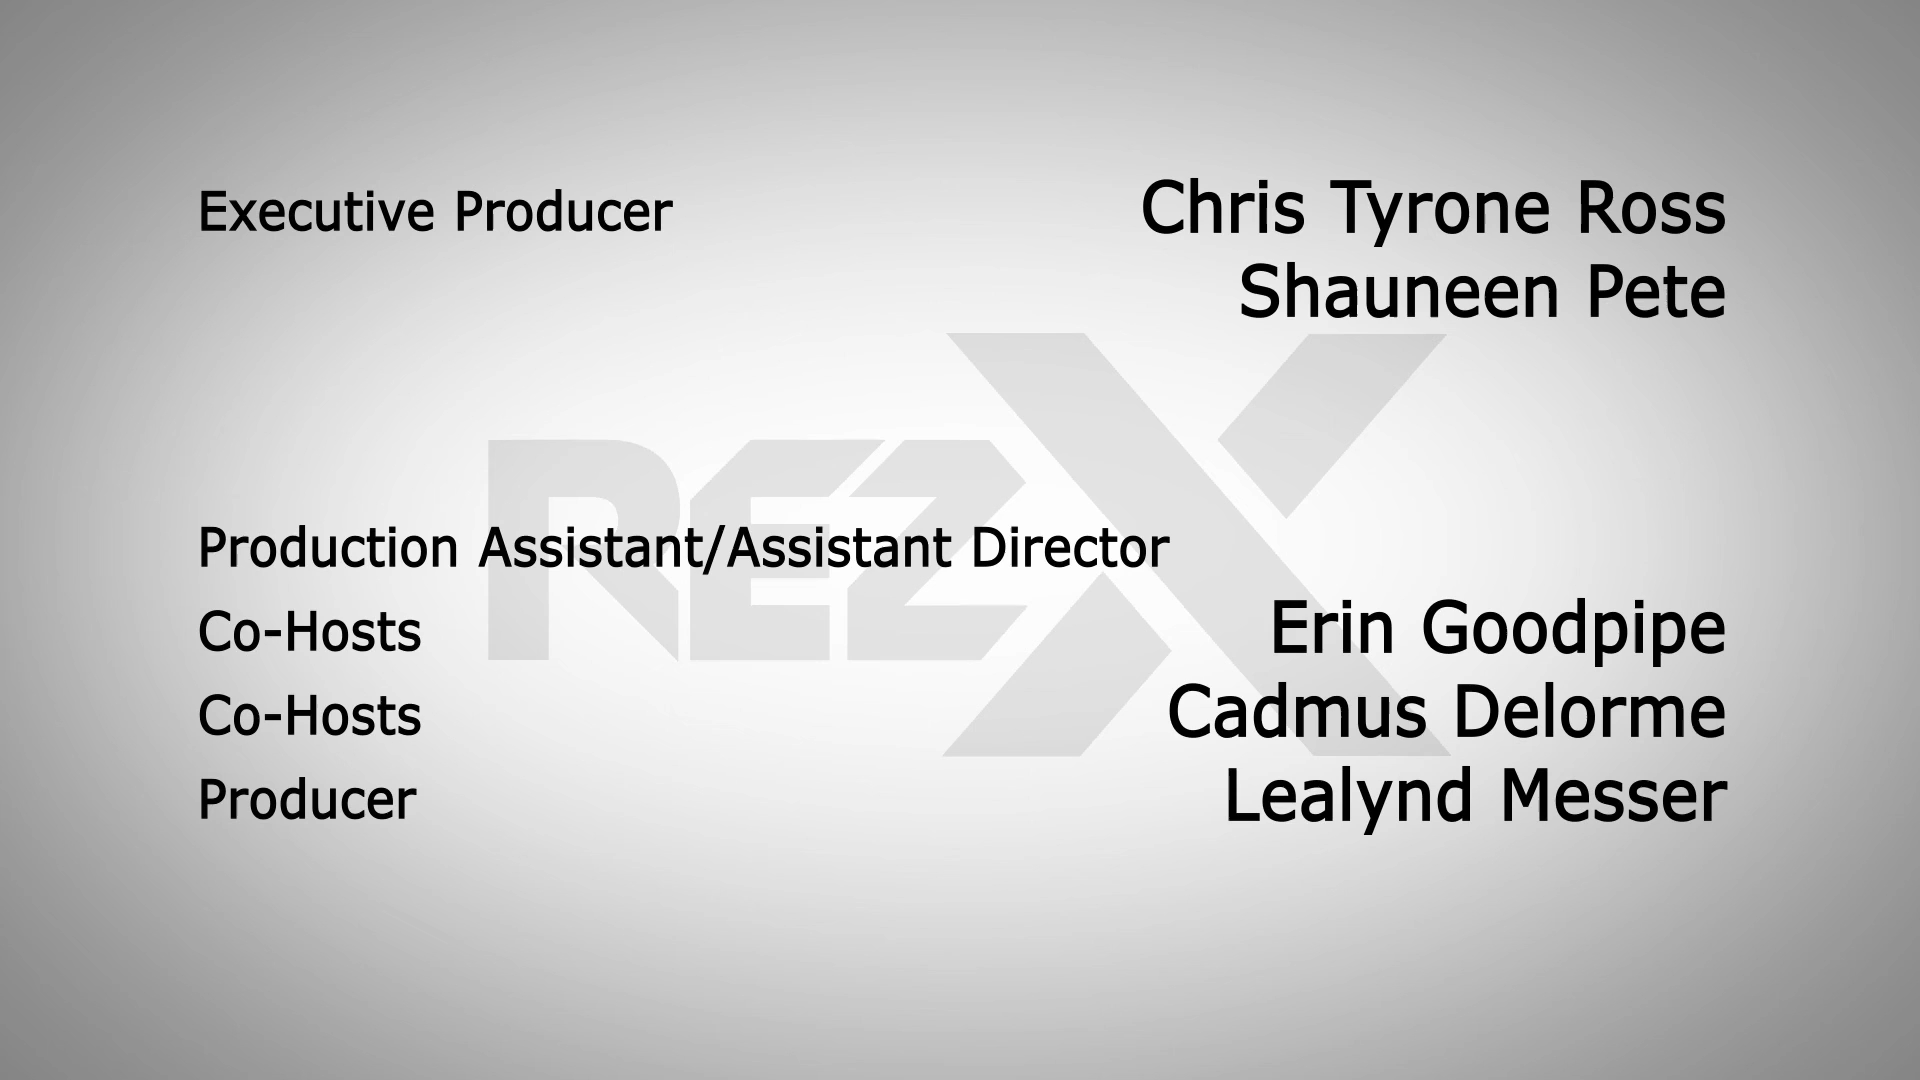 Executive Producer Chris Tyrone Ross
Shauneen Pete
REZX
Production Assistant/Assistant Director
Co-Hosts Erin Goodpipe
Co-Hosts Cadmus Delorme
Producer Lealynd Messer